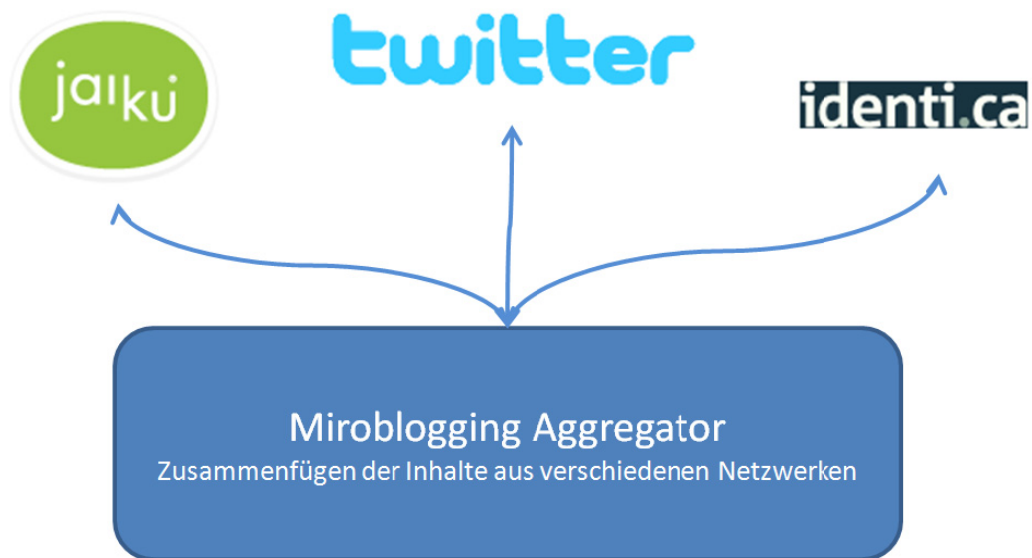 jaiku
twitter
identi.ca
Miroblogging Aggregator
Zusammenfügen der Inhalte aus verschiedenen Netzwerken